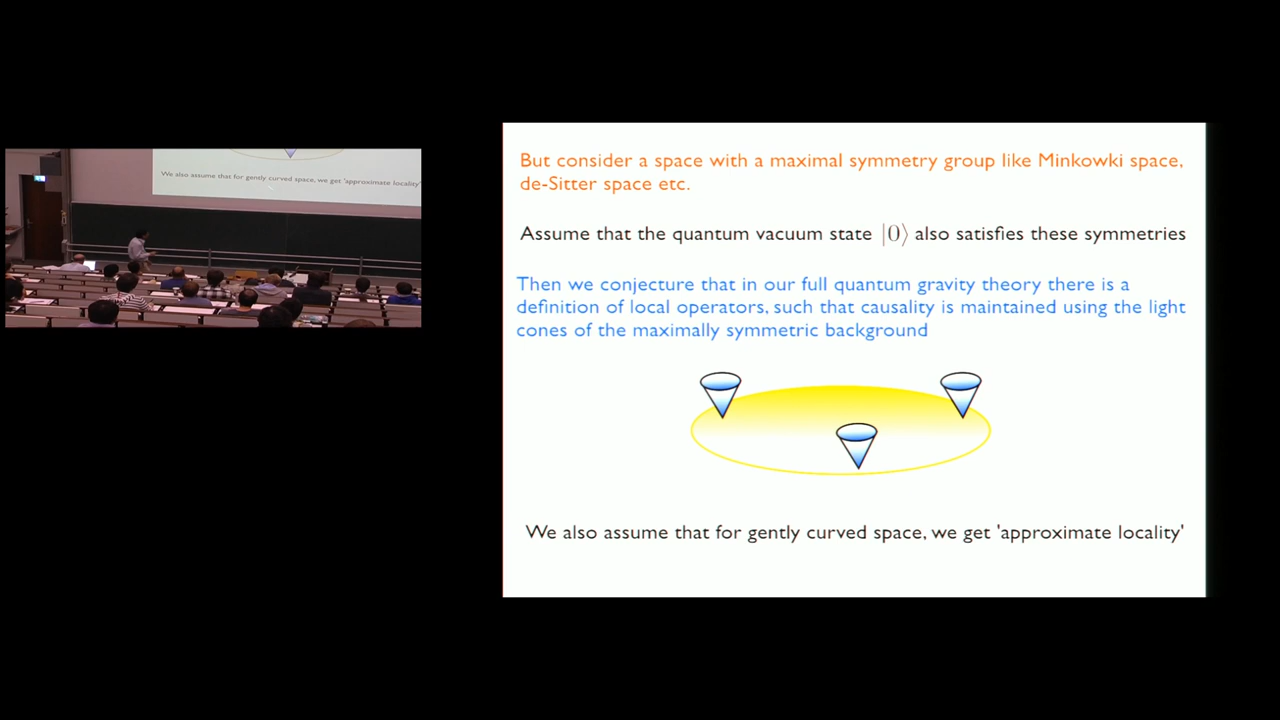 We also assume that for gently curved space, we get 'approximate locality'
But consider a space with a maximal symmetry group like Minkowki space,
de-Sitter space etc.
Assume that the quantum vacuum state |0⟩ also satisfies these symmetries
Then we conjecture that in our full quantum gravity theory there is a
definition of local operators, such that causality is maintained using the light
cones of the maximally symmetric background
We also assume that for gently curved space, we get 'approximate locality'